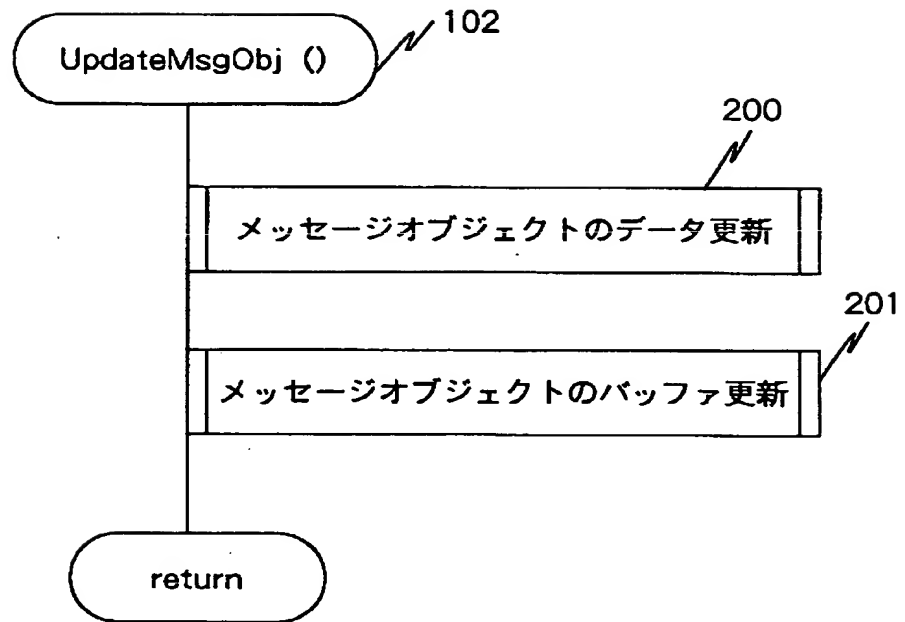 UpdateMsgObj ()
102
200
メッセージオブジェクトのデータ更新
201
メッセージオブジェクトのバッファ更新
return